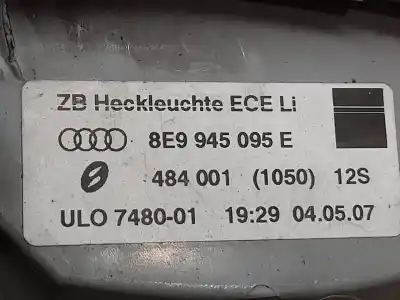 ZB Heckleuchte ECE Li
8E9 945 095 E
484 001 (1050) 12S
ULO 7480-01 19:29 04.05.07